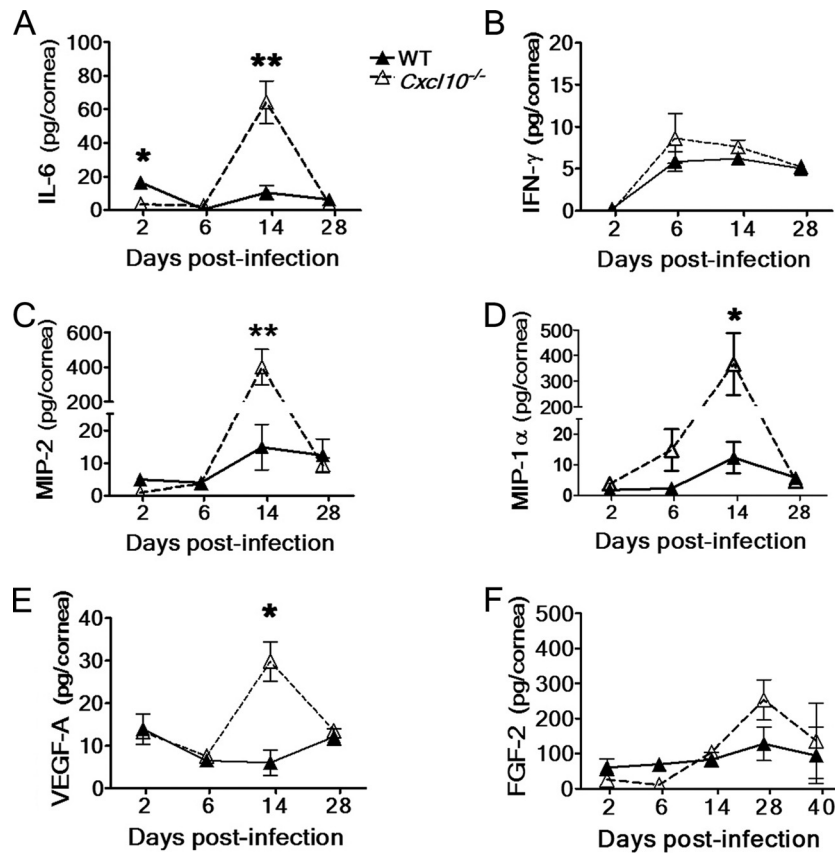 A
IL-6 (pg/cornea)
100
80
60
40
20
0
*
**
2 6 14 28
Days post-infection
WT
Cxcl10-/-
B
IFN-γ (pg/cornea)
20
15
10
5
0
2 6 14 28
Days post-infection
C
MIP-2 (pg/cornea)
600
400
200
20
10
0
**
2 6 14 28
Days post-infection
D
MIP-1α (pg/cornea)
500
400
300
200
20
10
0
*
2 6 14 28
Days post-infection
E
VEGF-A (pg/cornea)
40
30
20
10
0
*
2 6 14 28
Days post-infection
F
FGF-2 (pg/cornea)
500
400
300
200
100
0
2 6 14 28 40
Days post-infection